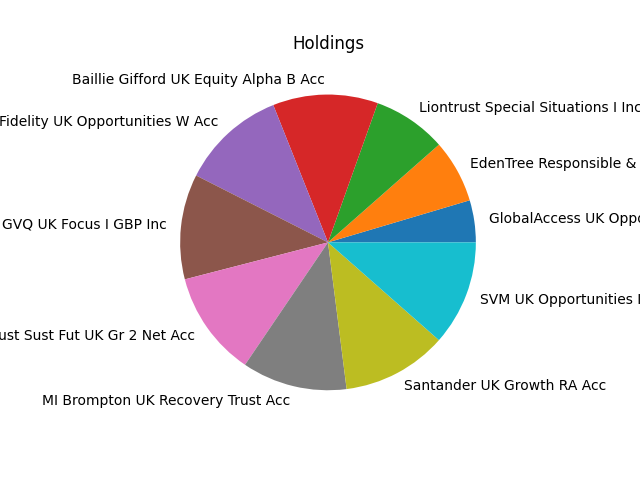 Holdings
Baillie Gifford UK Equity Alpha B Acc
Liontrust Special Situations I Inc
Fidelity UK Opportunities W Acc
EdenTree Responsible &
GlobalAccess UK Oppo
GVQ UK Focus I GBP Inc
SVM UK Opportunities
ust Sust Fut UK Gr 2 Net Acc
Santander UK Growth RA Acc
MI Brompton UK Recovery Trust Acc